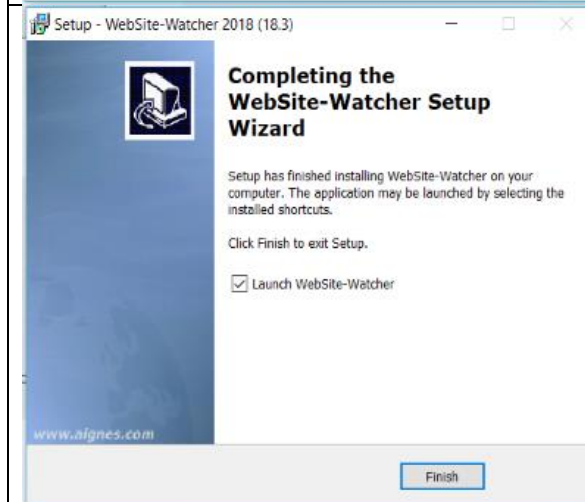 Setup - WebSite-Watcher 2018 (18.3)
Completing the
WebSite-Watcher Setup
Wizard
Setup has finished installing WebSite-Watcher on your
computer. The application may be launched by selecting the
installed shortcuts.
Click Finish to exit Setup.
Launch WebSite-Watcher
www.aignes.com
Finish